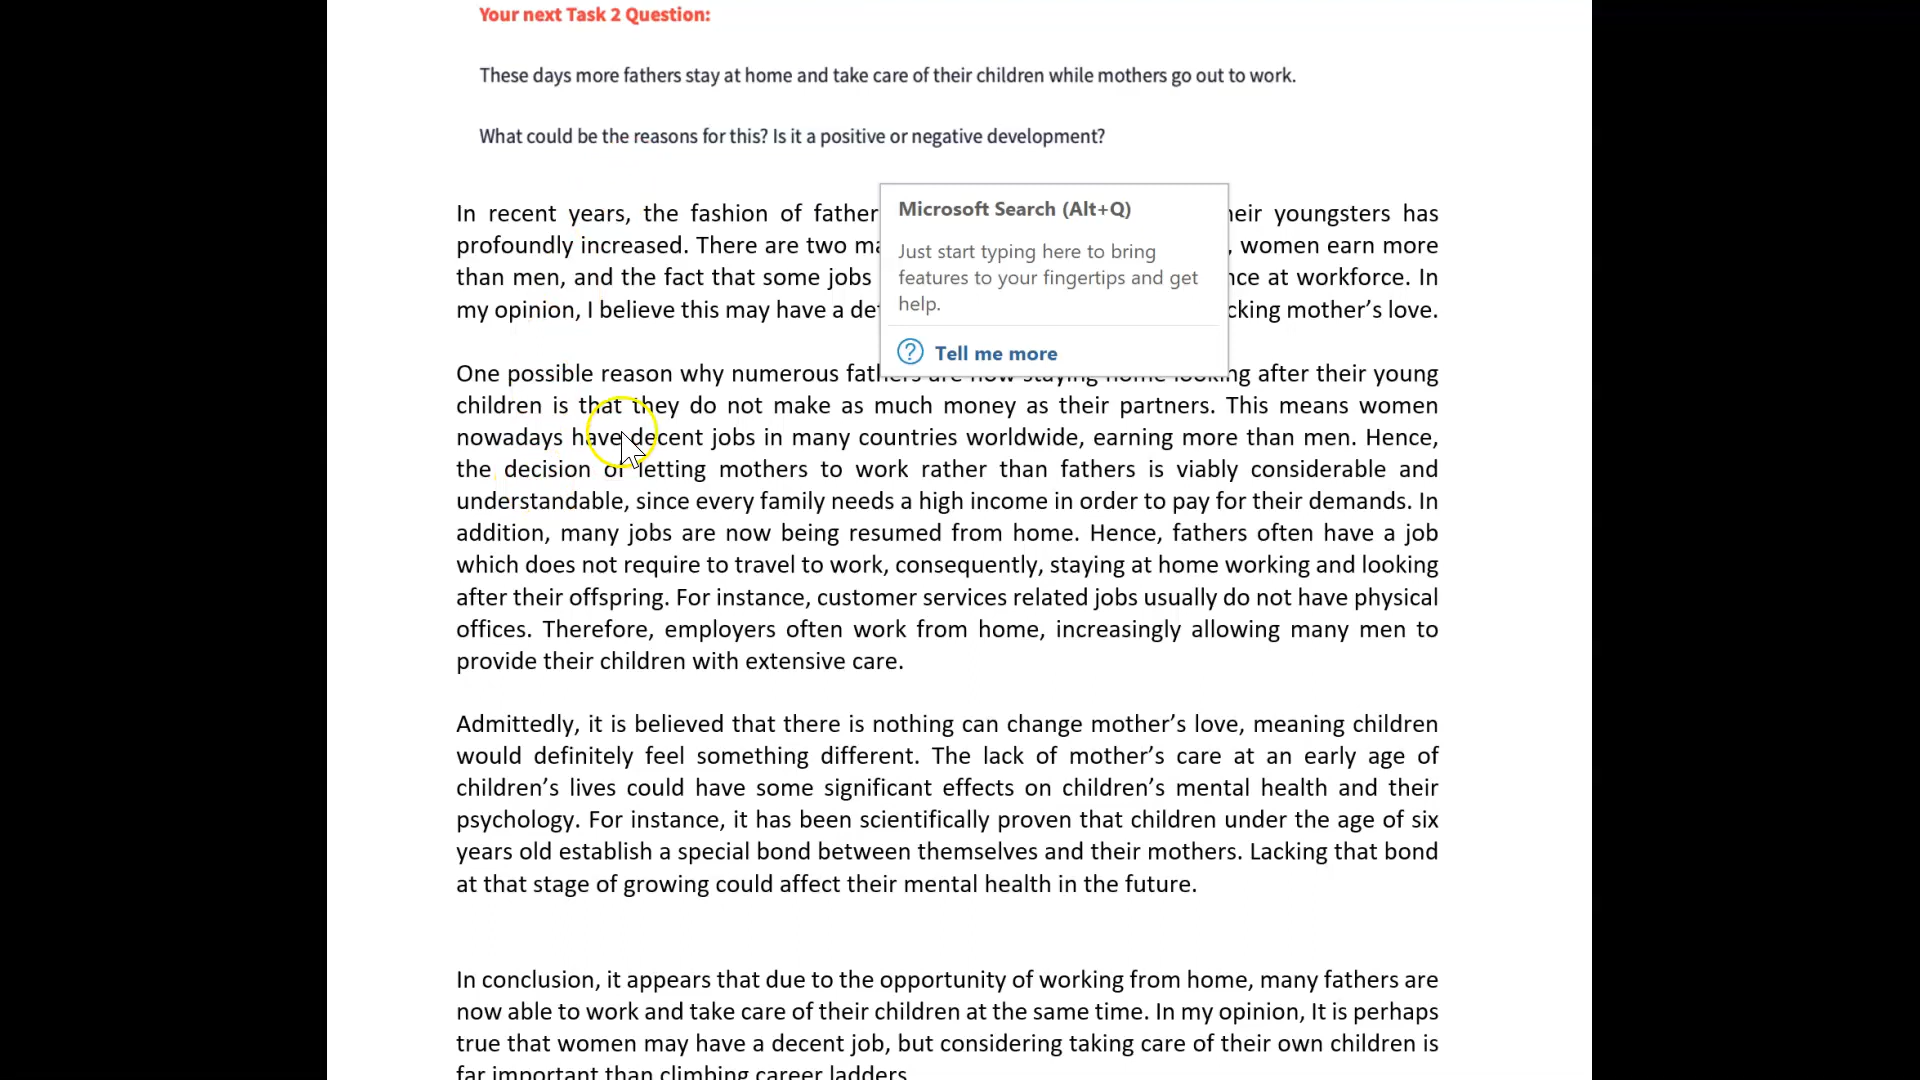 Your next Task 2 Question:
These days more fathers stay at home and take care of their children while mothers go out to work.
What could be the reasons for this? Is it a positive or negative development?
In recent years, the fashion of father
profoundly increased. There are two ma
than men, and the fact that some jobs
my opinion, I believe this may have a de
Microsoft Search (Alt+Q)
Just start typing here to bring
features to your fingertips and get
help.
Tell me more
heir youngsters has
, women earn more
nce at workforce. In
cking mother's love.
One possible reason why numerous fathers are now staying home looking after their young
children is that they do not make as much money as their partners. This means women
nowadays have decent jobs in many countries worldwide, earning more than men. Hence,
the decision of letting mothers to work rather than fathers is viably considerable and
understandable, since every family needs a high income in order to pay for their demands. In
addition, many jobs are now being resumed from home. Hence, fathers often have a job
which does not require to travel to work, consequently, staying at home working and looking
after their offspring. For instance, customer services related jobs usually do not have physical
offices. Therefore, employers often work from home, increasingly allowing many men to
provide their children with extensive care.
Admittedly, it is believed that there is nothing can change mother's love, meaning children
would definitely feel something different. The lack of mother's care at an early age of
children's lives could have some significant effects on children's mental health and their
psychology. For instance, it has been scientifically proven that children under the age of six
years old establish a special bond between themselves and their mothers. Lacking that bond
at that stage of growing could affect their mental health in the future.
In conclusion, it appears that due to the opportunity of working from home, many fathers are
now able to work and take care of their children at the same time. In my opinion, It is perhaps
true that women may have a decent job, but considering taking care of their own children is
far important than climbing career ladders.